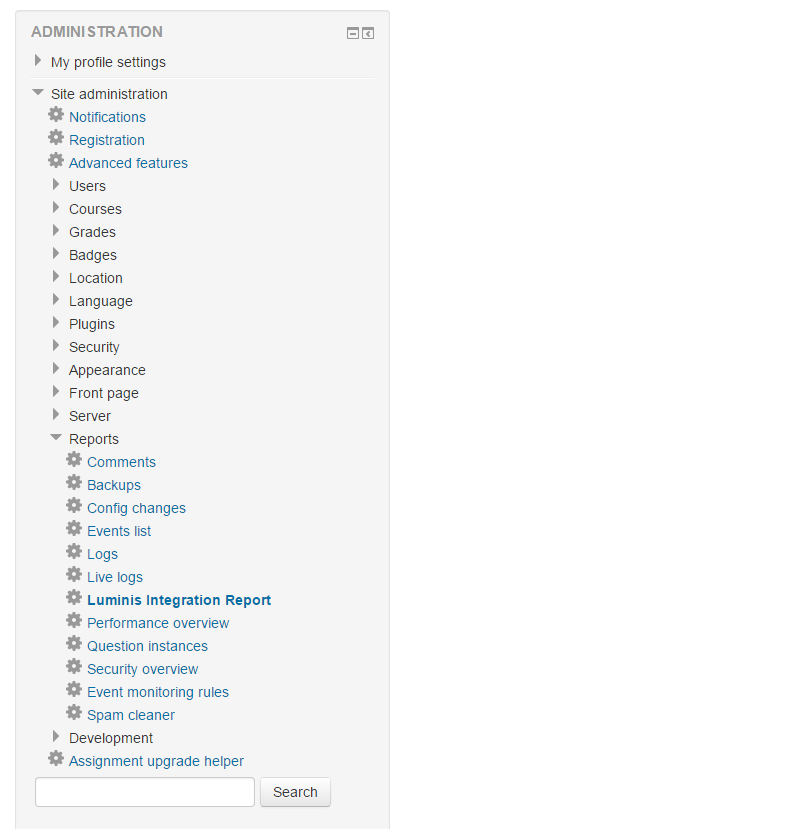 ADMINISTRATION
My profile settings
Site administration
Notifications
Registration
Advanced features
Users
Courses
Grades
Badges
Location
Language
Plugins
Security
Appearance
Front page
Server
Reports
Comments
Backups
Config changes
Events list
Logs
Live logs
Luminis Integration Report
Performance overview
Question instances
Security overview
Event monitoring rules
Spam cleaner
Development
Assignment upgrade helper
Search